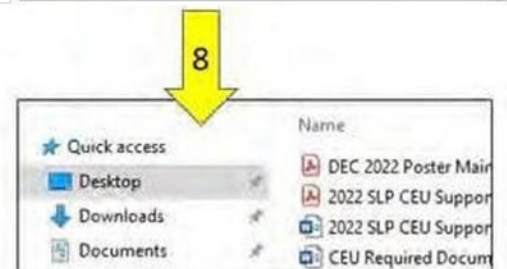 8
Name
Quick access
DEC 2022 Poster Mair
Desktop
2022 SLP CEU Suppor
Downloads
2022 SLP CEU Suppor
Documents
CEU Required Docum